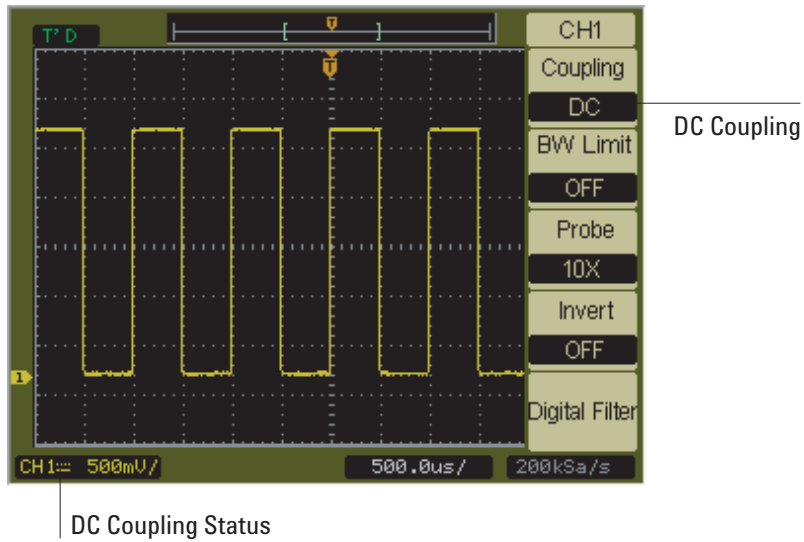 T'D
T
T
CH1
Coupling
DC
DC Coupling
BW Limit
OFF
Probe
10X
Invert
OFF
Digital Filter
1
CH1 500mV/
500.0us/
200kSa/s
DC Coupling Status